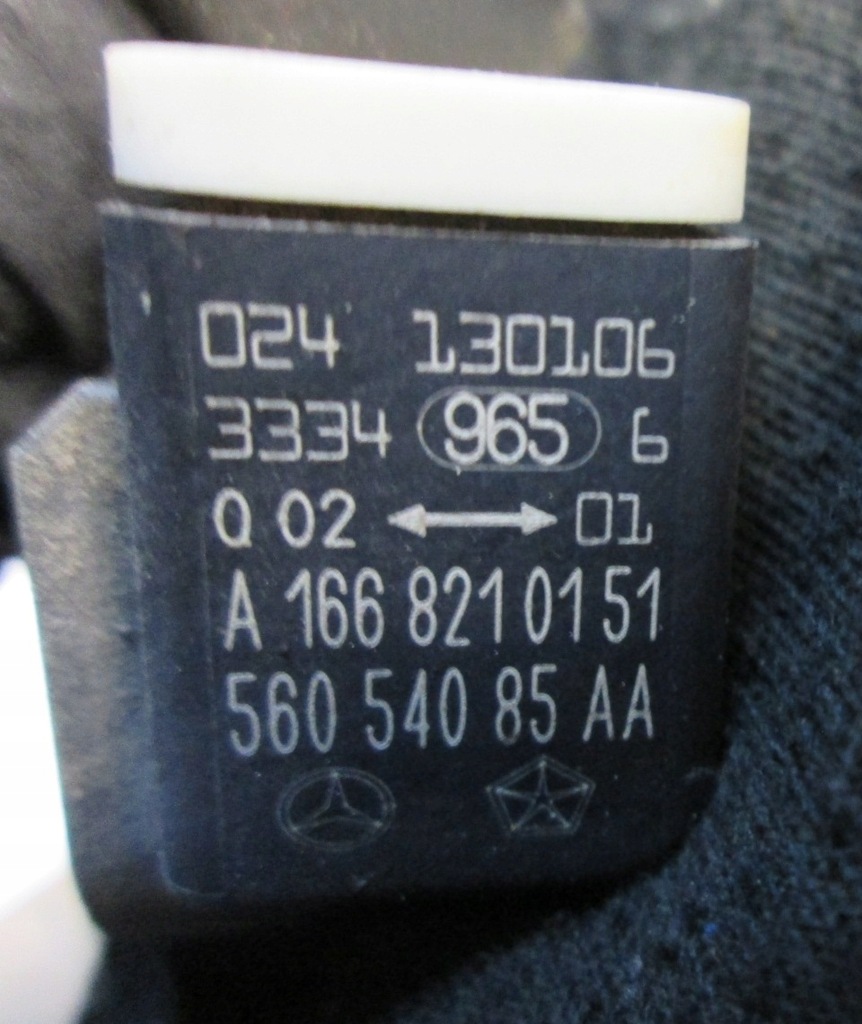 024 130106
3334 965 6
Q 02 ↔ 01
A 166 821 01 51
560 540 85 AA